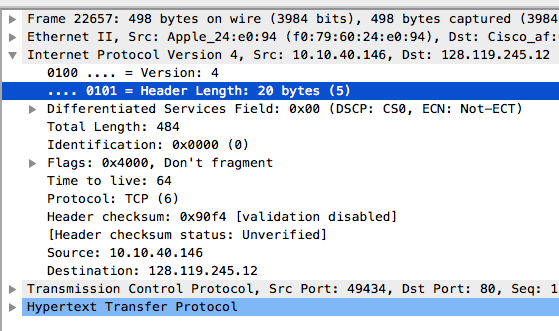 Frame 22657: 498 bytes on wire (3984 bits), 498 bytes captured (3984
Ethernet II, Src: Apple_24:e0:94 (f0:79:60:24:e0:94), Dst: Cisco_af:
Internet Protocol Version 4, Src: 10.10.40.146, Dst: 128.119.245.12
0100 .... = Version: 4
.... 0101 = Header Length: 20 bytes (5)
Differentiated Services Field: 0x00 (DSCP: CS0, ECN: Not-ECT)
Total Length: 484
Identification: 0x0000 (0)
Flags: 0x4000, Don't fragment
Time to live: 64
Protocol: TCP (6)
Header checksum: 0x90f4 [validation disabled]
[Header checksum status: Unverified]
Source: 10.10.40.146
Destination: 128.119.245.12
Transmission Control Protocol, Src Port: 49434, Dst Port: 80, Seq: 1
Hypertext Transfer Protocol